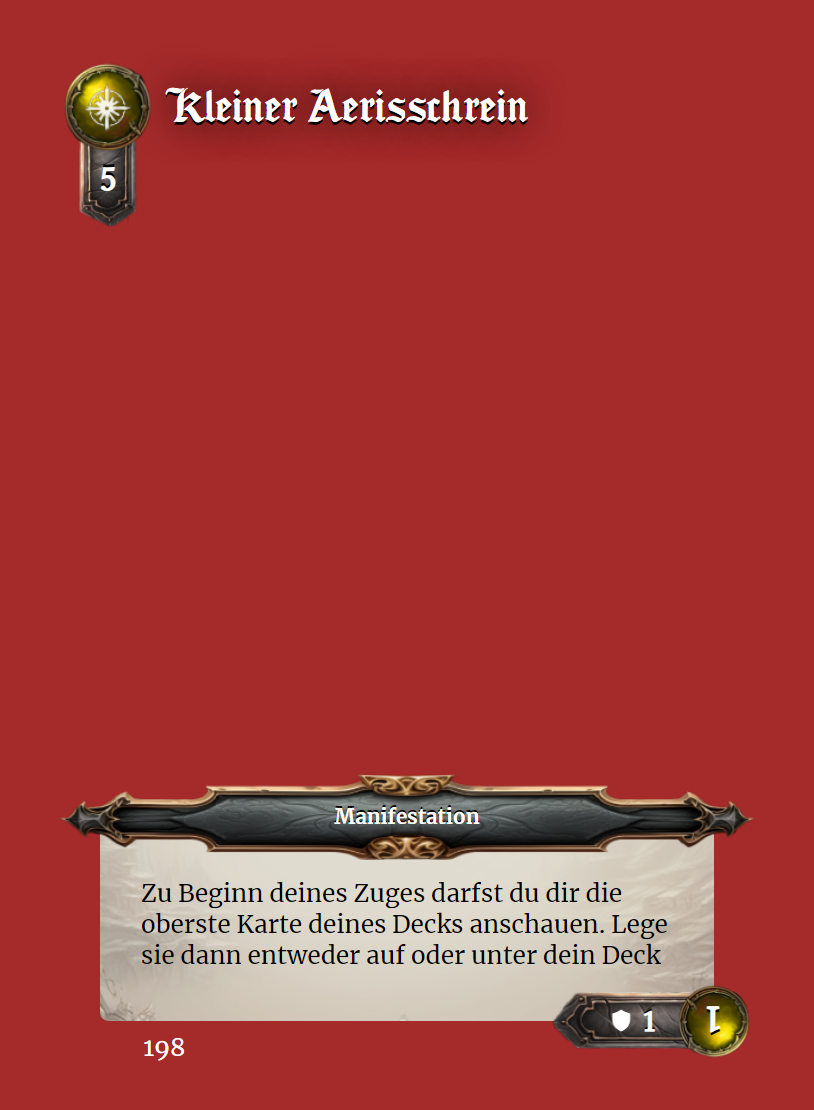 Kleiner Aerisschrein
5
Manifestation
Zu Beginn deines Zuges darfst du dir die
oberste Karte deines Decks anschauen. Lege
sie dann entweder auf oder unter dein Deck
1
1
198